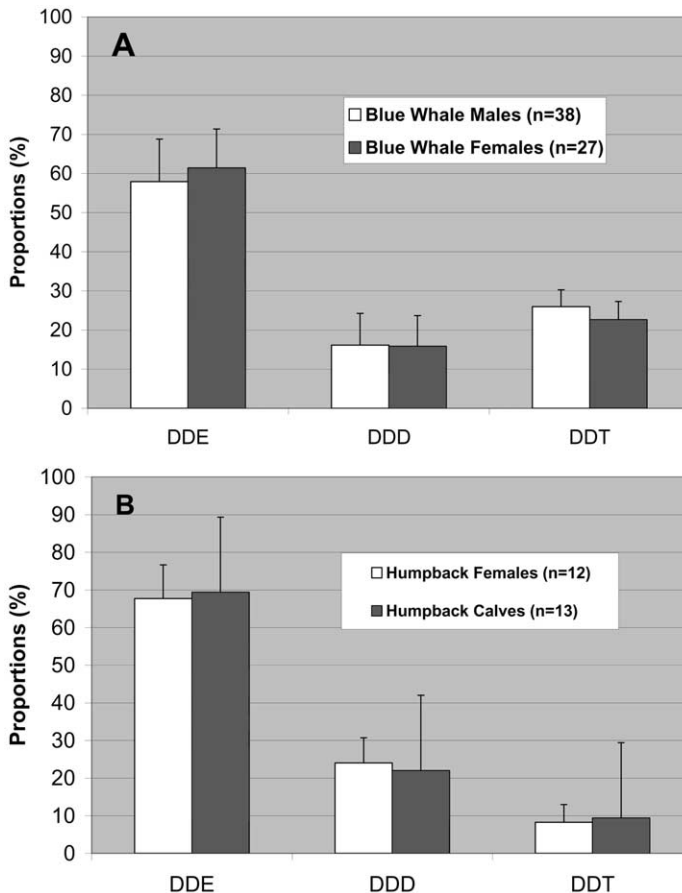 A
Proportions (%)
100
90
80
70
60
50
40
30
20
10
0
Blue Whale Males (n=38)
Blue Whale Females (n=27)
DDE DDD DDT
B
Proportions (%)
100
90
80
70
60
50
40
30
20
10
0
Humpback Females (n=12)
Humpback Calves (n=13)
DDE DDD DDT